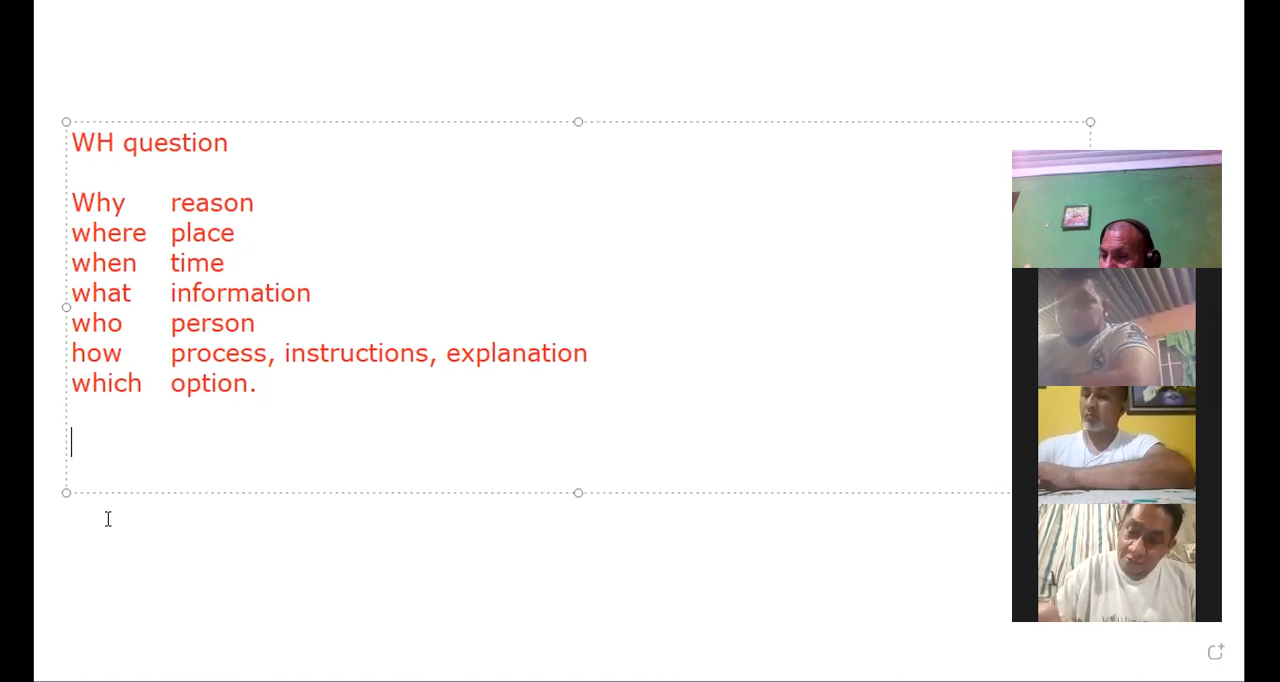 WH question
Why reason
where place
when time
what information
who person
how process, instructions, explanation
which option.